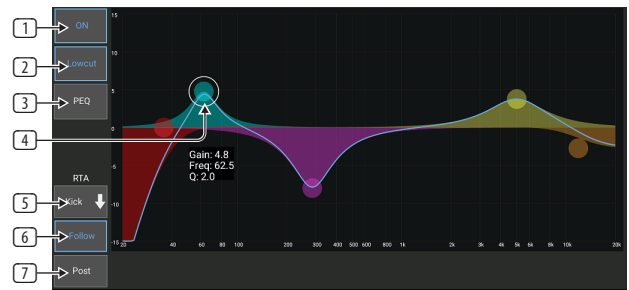 1
ON
2
Lowcut
3
PEQ
4
RTA
5
Kick
6
Follow
7
Post
15
10
5
0
-5
-10
-15
Gain: 4.8
Freq: 62.5
Q: 2.0
20 40 60 80 100 200 300 400 500 600 800 1k 2k 3k 4k 5k 6k 8k 10k 20k